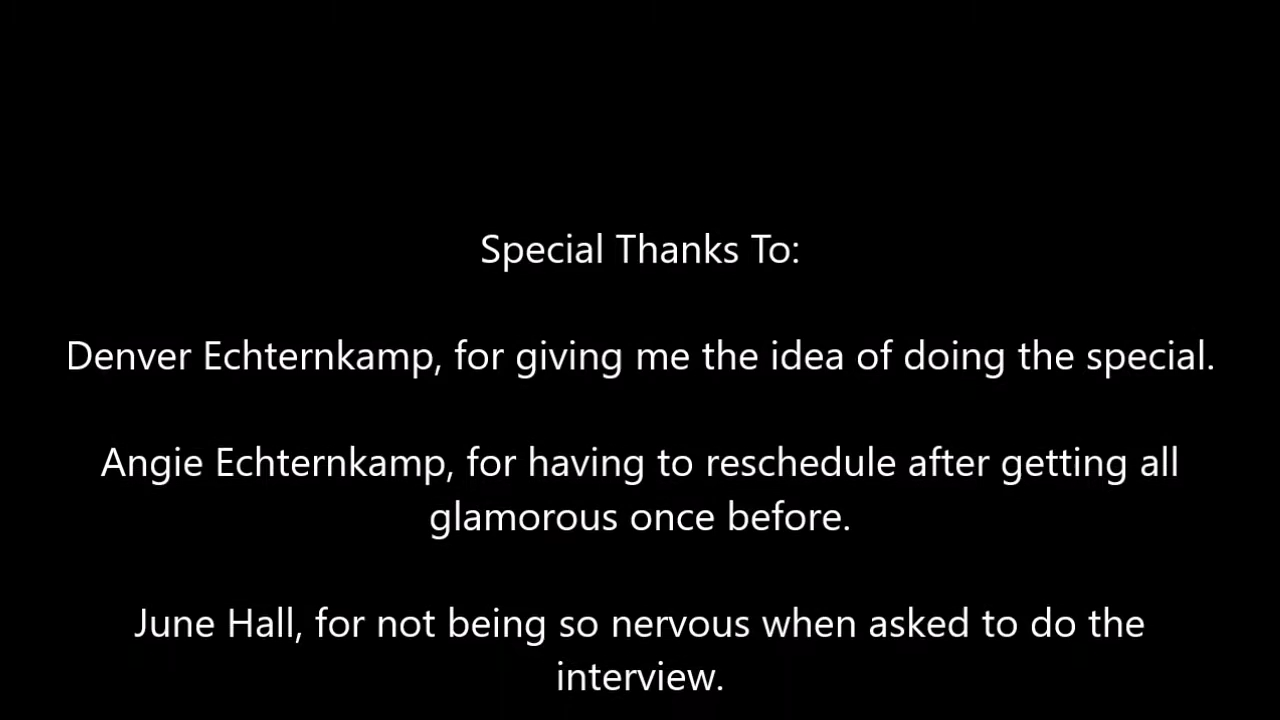 Special Thanks To:
Denver Echternkamp, for giving me the idea of doing the special.
Angie Echternkamp, for having to reschedule after getting all
glamorous once before.
June Hall, for not being so nervous when asked to do the
interview.